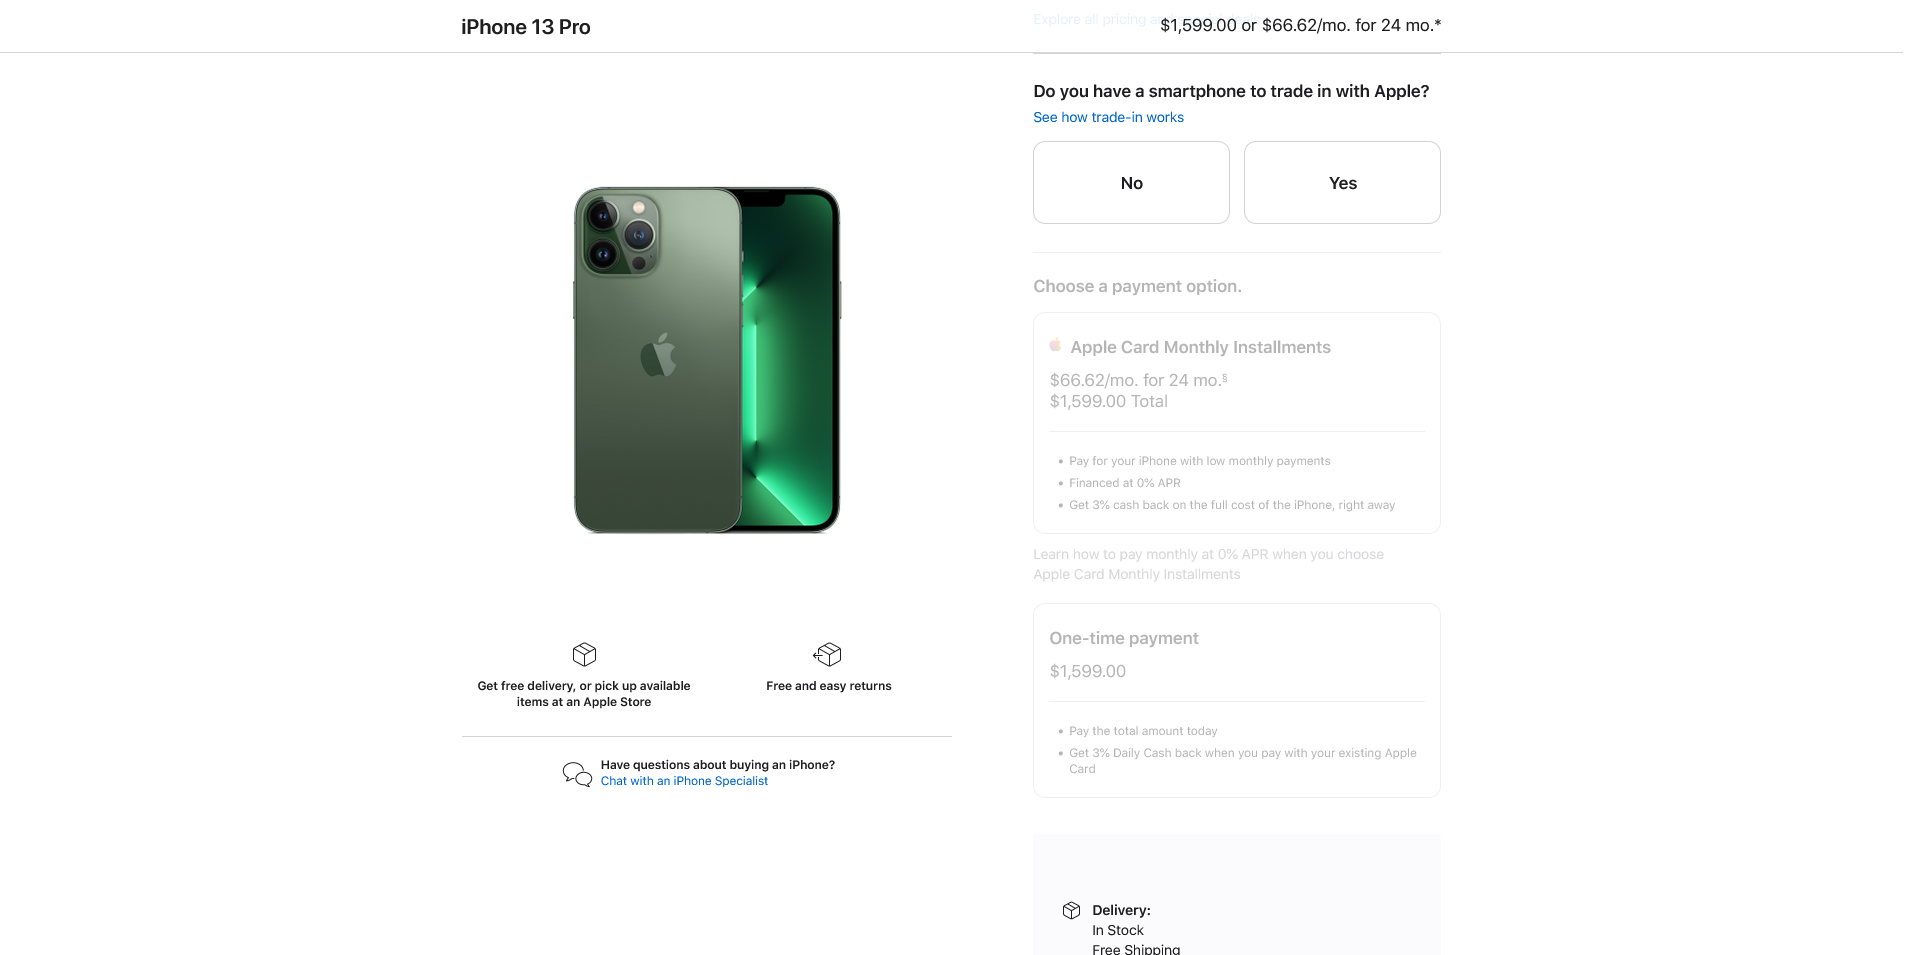 iPhone 13 Pro
$1,599.00 or $66.62/mo. for 24 mo.*
Explore all pricing
Do you have a smartphone to trade in with Apple?
See how trade-in works
No
Yes
Choose a payment option.
Apple Card Monthly Installments
$66.62/mo. for 24 mo.§
$1,599.00 Total
• Pay for your iPhone with low monthly payments
• Financed at 0% APR
• Get 3% cash back on the full cost of the iPhone, right away
Learn how to pay monthly at 0% APR when you choose
Apple Card Monthly Installments
One-time payment
$1,599.00
• Pay the total amount today
• Get 3% Daily Cash back when you pay with your existing Apple
Card
Get free delivery, or pick up available
items at an Apple Store
Free and easy returns
Have questions about buying an iPhone?
Chat with an iPhone Specialist
Delivery:
In Stock
Free Shipping